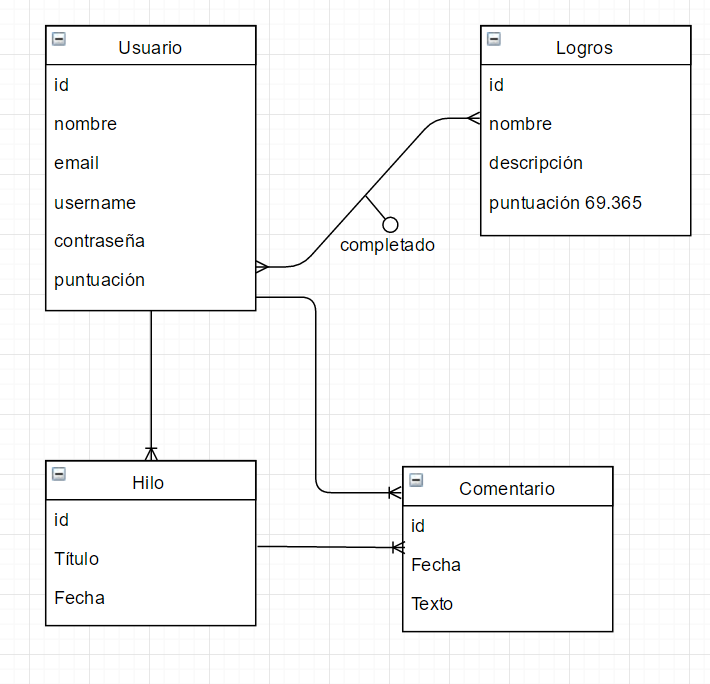 Usuario
id
nombre
email
username
contraseña
puntuación
Logros
id
nombre
descripción
puntuación 69.365
completado
Hilo
id
Título
Fecha
Comentario
id
Fecha
Texto